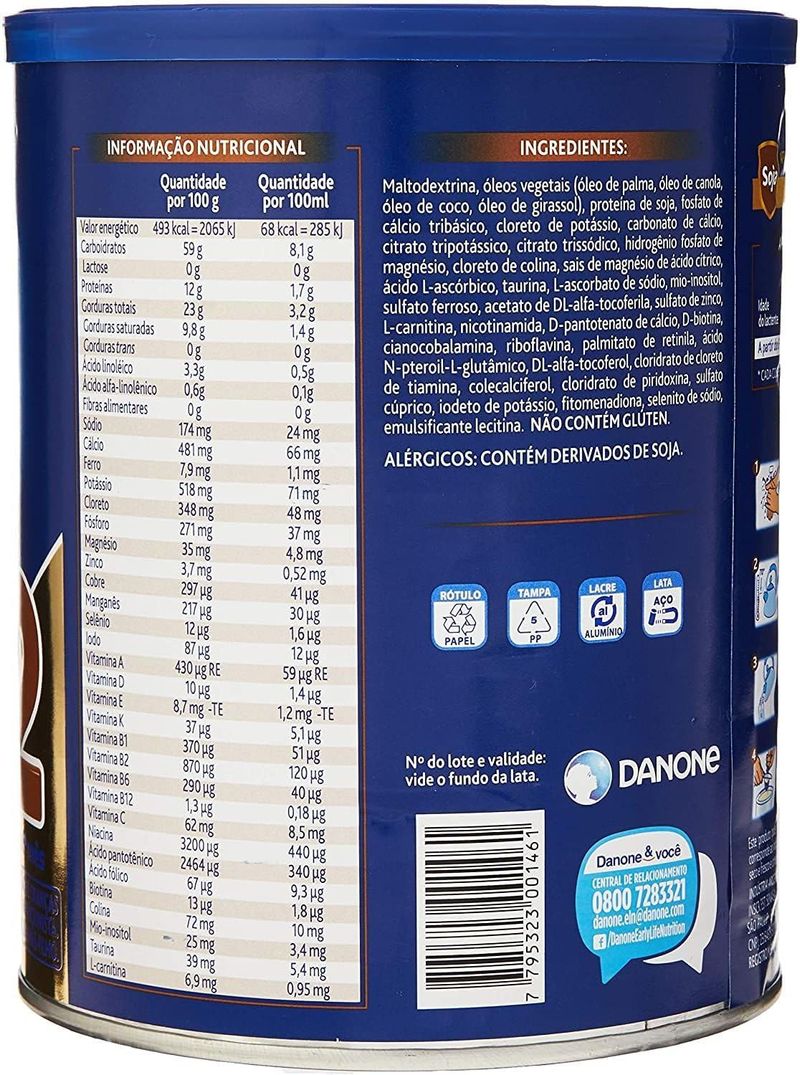 INFORMAÇÃO NUTRICIONAL
Quantidade por 100 g Quantidade por 100ml
Valor energético 493 kcal = 2065 kJ 68 kcal = 285 kJ
Carboidratos 59 g 8,1 g
Lactose 0 g 0 g
Proteínas 12 g 1,7 g
Gorduras totais 23 g 3,2 g
Gorduras saturadas 9,8 g 1,4 g
Gorduras trans 0 g 0 g
Ácido linoléico 3,3g 0,5g
Ácido alfa-linolênico 0,6g 0,1g
Fibras alimentares 0 g 0 g
Sódio 174 mg 24 mg
Cálcio 481 mg 66 mg
Ferro 7,9 mg 1,1 mg
Potássio 518 mg 71 mg
Cloreto 348 mg 48 mg
Fósforo 271 mg 37 mg
Magnésio 35 mg 4,8 mg
Zinco 3,7 mg 0,52 mg
Cobre 297 µg 41 µg
Manganês 217 µg 30 µg
Selênio 12 µg 1,6 µg
Iodo 87 µg 12 µg
Vitamina A 430 µg RE 59 µg RE
Vitamina D 10 µg 1,4 µg
Vitamina E 8,7 mg -TE 1,2 mg -TE
Vitamina K 37 µg 5,1 µg
Vitamina B1 370 µg 51 µg
Vitamina B2 870 µg 120 µg
Vitamina B6 290 µg 40 µg
Vitamina B12 1,3 µg 0,18 µg
Vitamina C 62 mg 8,5 mg
Niacina 3200 µg 440 µg
Ácido pantotênico 2464 µg 340 µg
Ácido fólico 67 µg 9,3 µg
Biotina 13 µg 1,8 µg
Colina 72 mg 10 mg
Mio-inositol 25 mg 3,4 mg
Taurina 39 mg 5,4 mg
L-carnitina 6,9 mg 0,95 mg
INGREDIENTES:
Maltodextrina, óleos vegetais (óleo de palma, óleo de canola,
óleo de coco, óleo de girassol), proteína de soja, fosfato de
cálcio tribásico, cloreto de potássio, carbonato de cálcio,
citrato tripotássico, citrato trissódico, hidrogênio fosfato de
magnésio, cloreto de colina, sais de magnésio de ácido cítrico,
ácido L-ascórbico, taurina, L-ascorbato de sódio, mio-inositol,
sulfato ferroso, acetato de DL-alfa-tocoferila, sulfato de zinco,
L-carnitina, nicotinamida, D-pantotenato de cálcio, D-biotina,
cianocobalamina, riboflavina, palmitato de retinila, ácido
N-pteroil-L-glutâmico, DL-alfa-tocoferol, cloridrato de cloreto
de tiamina, colecalciferol, cloridrato de piridoxina, sulfato
cúprico, iodeto de potássio, fitomenadiona, selenito de sódio,
emulsificante lecitina. NÃO CONTÉM GLÚTEN.
ALÉRGICOS: CONTÉM DERIVADOS DE SOJA.
RÓTULO
PAPEL
TAMPA
5
PP
LACRE
al
ALUMÍNIO
LATA
AÇO
Nº do lote e validade:
vide o fundo da lata.
DANONE
7 795323 001461
Danone & você
CENTRAL DE RELACIONAMENTO
0800 7283321
danone.eln@danone.com
f /DanoneEarlyLifeNutrition
2
Soja
Idade
do lactente
1
2
3
4